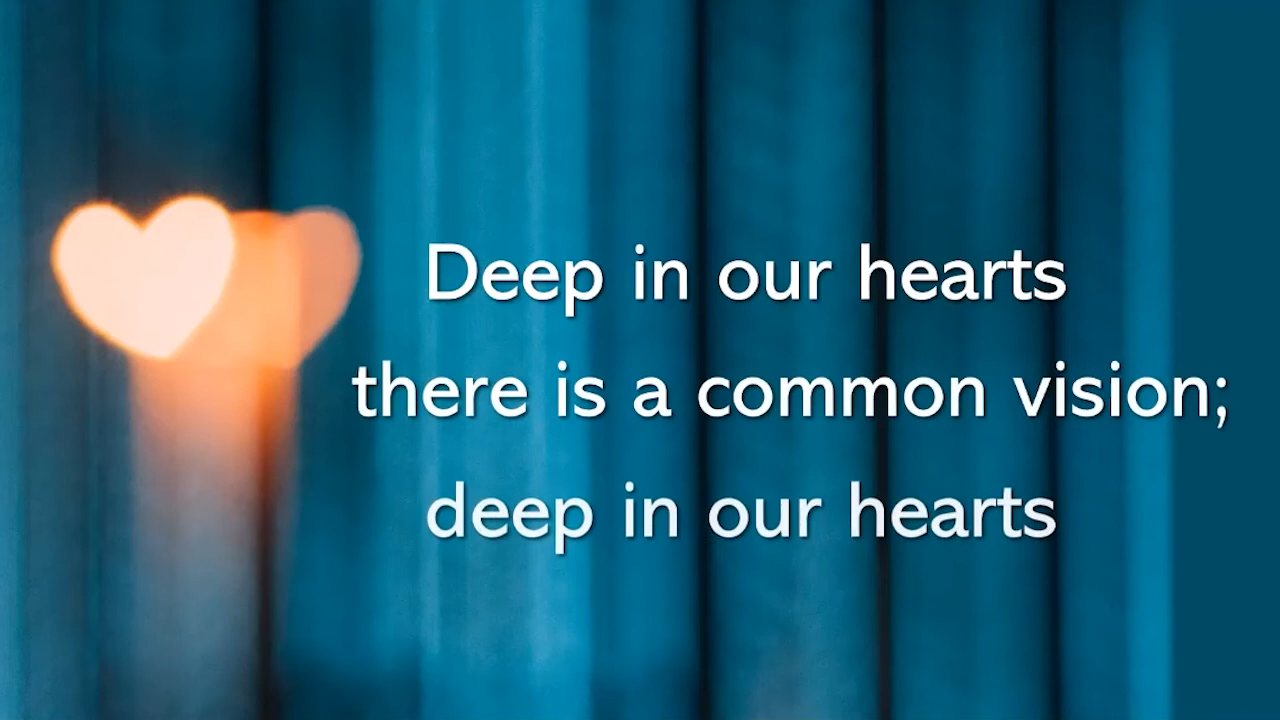 Deep in our hearts
there is a common vision;
deep in our hearts